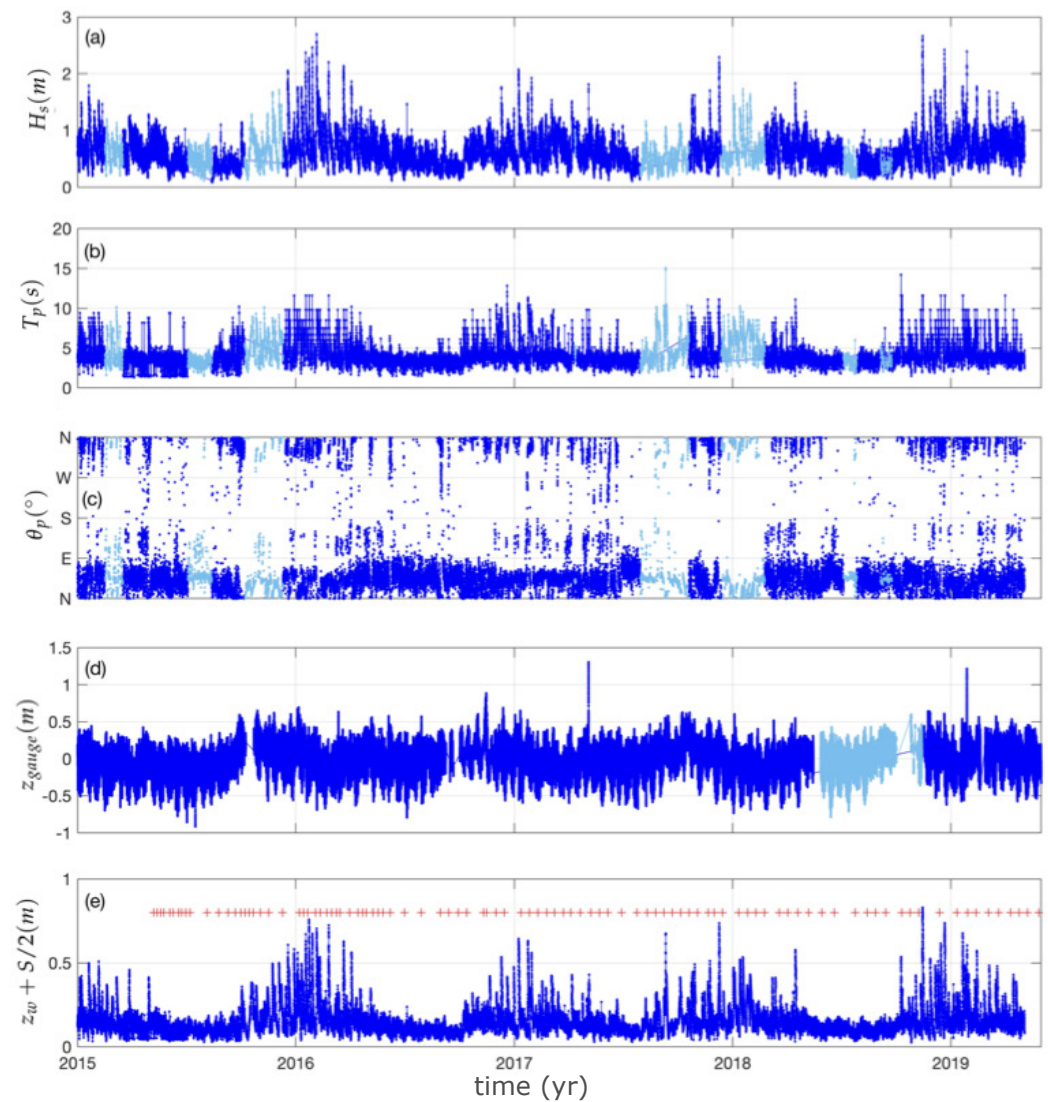 (a)
H_s(m)
3
2
1
0
(b)
T_p(s)
20
15
10
5
0
(c)
θ_p(°)
N
W
S
E
N
(d)
z_gauge(m)
1.5
1
0.5
0
-0.5
-1
(e)
z_w + S/2(m)
1
0.5
0
2015 2016 2017 2018 2019
time (yr)